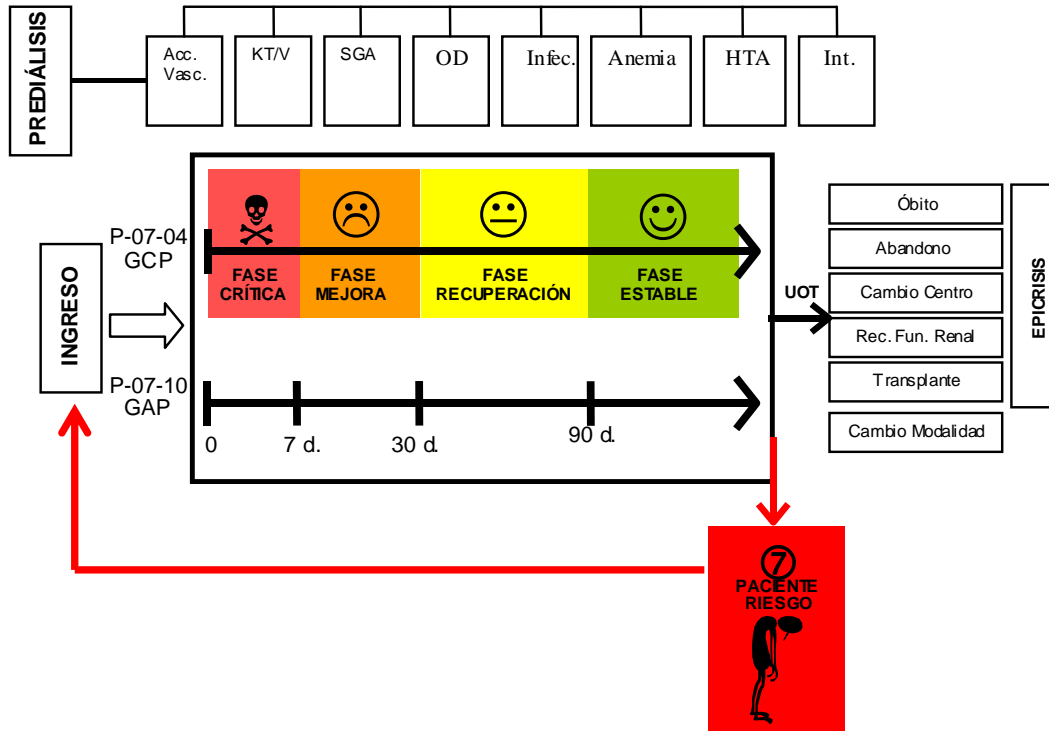 PREDIÁLISIS
Acc.
Vasc.
KT/V
SGA
OD
Infec.
Anemia
HTA
Int.
INGRESO
P-07-04
GCP
FASE
CRÍTICA
FASE
MEJORA
FASE
RECUPERACIÓN
FASE
ESTABLE
P-07-10
GAP
0
7 d.
30 d.
90 d.
UOT
Óbito
Abandono
Cambio Centro
Rec. Fun. Renal
Transplante
Cambio Modalidad
EPICRISIS
7
PACIENTE
RIESGO